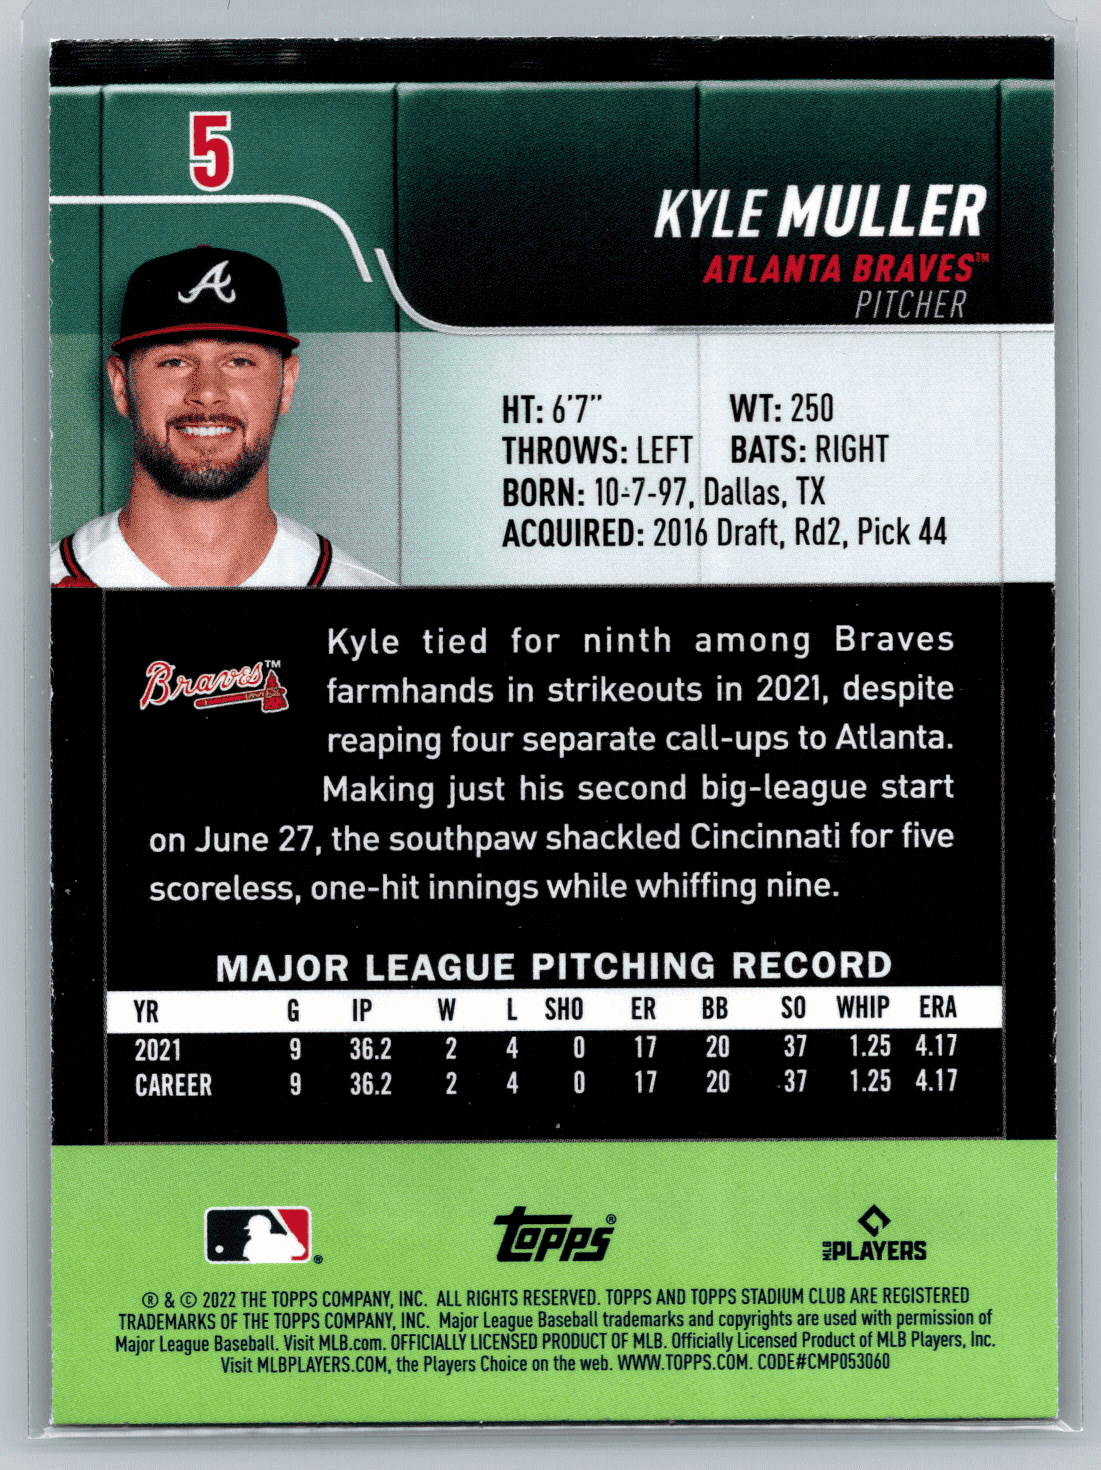 5
KYLE MULLER
ATLANTA BRAVES™
PITCHER
A
HT: 6'7" WT: 250
THROWS: LEFT BATS: RIGHT
BORN: 10-7-97, Dallas, TX
ACQUIRED: 2016 Draft, Rd2, Pick 44
Braves™
Kyle tied for ninth among Braves
farmhands in strikeouts in 2021, despite
reaping four separate call-ups to Atlanta.
Making just his second big-league start
on June 27, the southpaw shackled Cincinnati for five
scoreless, one-hit innings while whiffing nine.
MAJOR LEAGUE PITCHING RECORD
YR G IP W L SHO ER BB SO WHIP ERA
2021 9 36.2 2 4 0 17 20 37 1.25 4.17
CAREER 9 36.2 2 4 0 17 20 37 1.25 4.17
®
TOPPS®
MLB PLAYERS
® & © 2022 THE TOPPS COMPANY, INC. ALL RIGHTS RESERVED. TOPPS AND TOPPS STADIUM CLUB ARE REGISTERED
TRADEMARKS OF THE TOPPS COMPANY, INC. Major League Baseball trademarks and copyrights are used with permission of
Major League Baseball. Visit MLB.com. OFFICIALLY LICENSED PRODUCT OF MLB. Officially Licensed Product of MLB Players, Inc.
Visit MLBPLAYERS.COM, the Players Choice on the web. WWW.TOPPS.COM. CODE#CMP053060